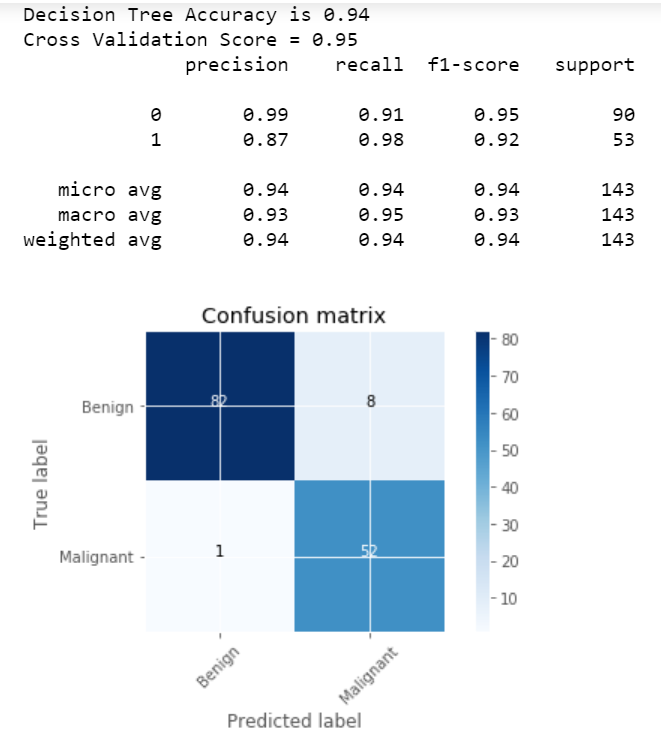 Decision Tree Accuracy is 0.94
Cross Validation Score = 0.95
precision recall f1-score support
0 0.99 0.91 0.95 90
1 0.87 0.98 0.92 53
micro avg 0.94 0.94 0.94 143
macro avg 0.93 0.95 0.93 143
weighted avg 0.94 0.94 0.94 143
Confusion matrix
True label
Benign 82 8
Malignant 1 52
Benign Malignant
Predicted label
80
70
60
50
40
30
20
10